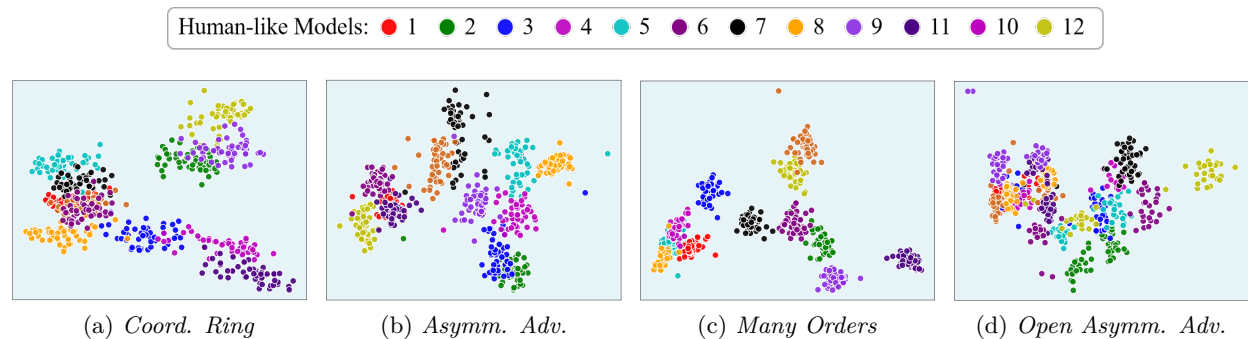 Human-like Models: 1 2 3 4 5 6 7 8 9 11 10 12
(a) Coord. Ring
(b) Asymm. Adv.
(c) Many Orders
(d) Open Asymm. Adv.